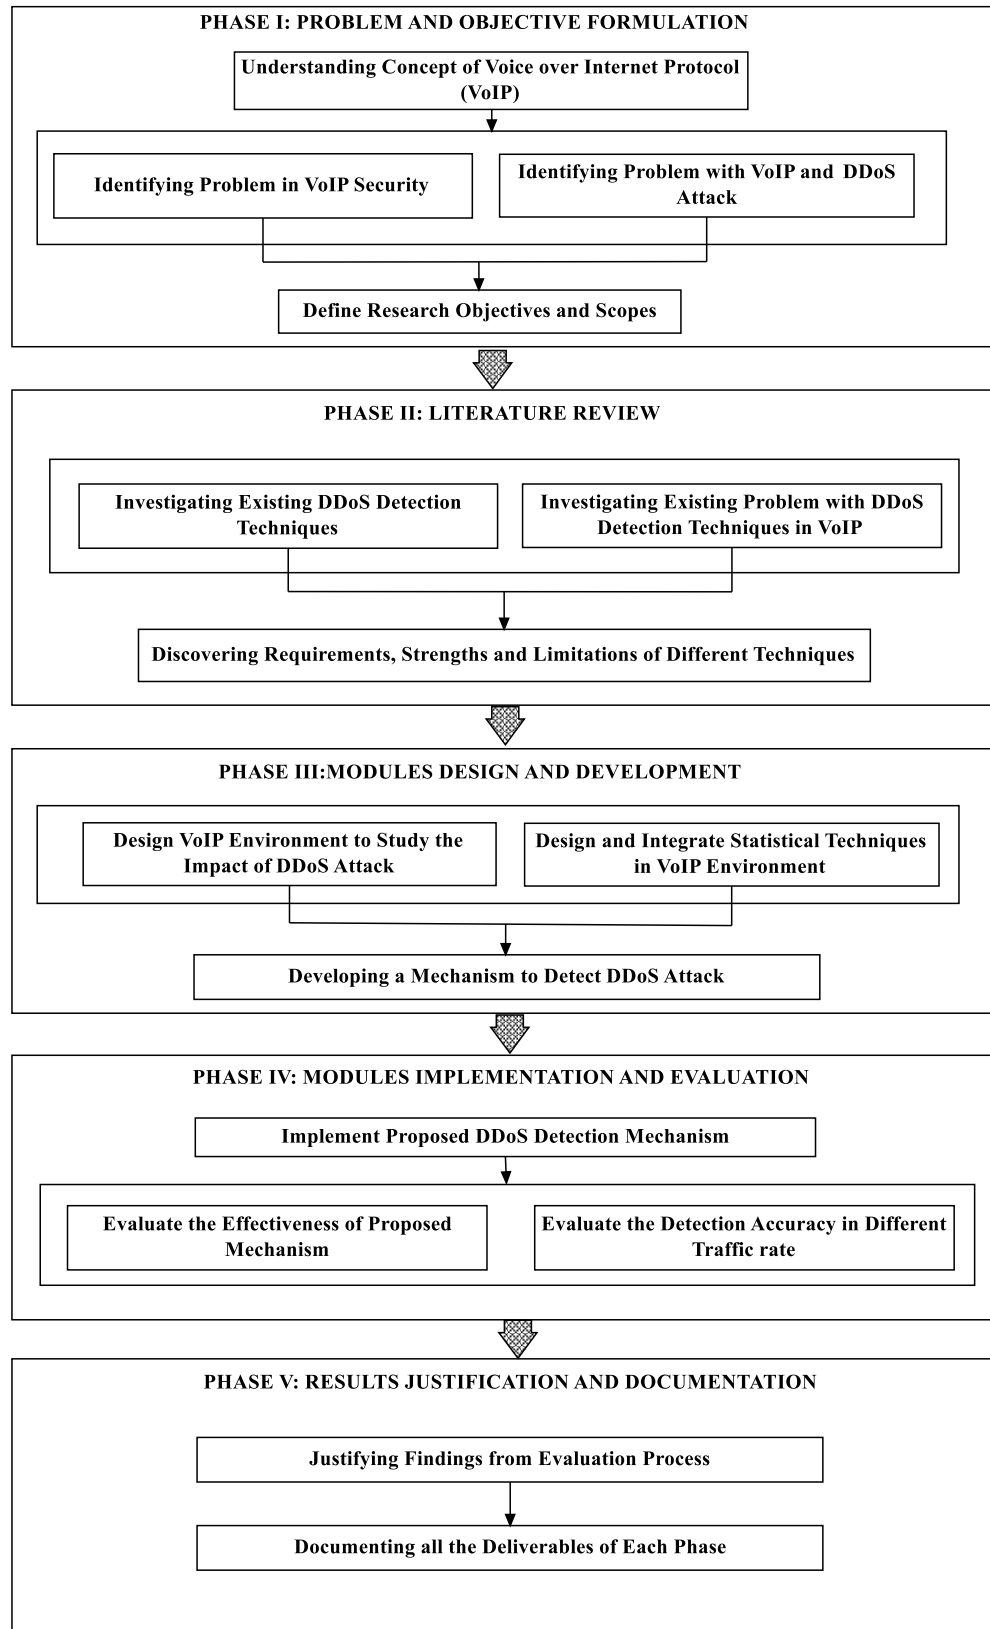 PHASE I: PROBLEM AND OBJECTIVE FORMULATION
Understanding Concept of Voice over Internet Protocol
(VoIP)
Identifying Problem in VoIP Security
Identifying Problem with VoIP and DDoS
Attack
Define Research Objectives and Scopes
PHASE II: LITERATURE REVIEW
Investigating Existing DDoS Detection
Techniques
Investigating Existing Problem with DDoS
Detection Techniques in VoIP
Discovering Requirements, Strengths and Limitations of Different Techniques
PHASE III:MODULES DESIGN AND DEVELOPMENT
Design VoIP Environment to Study the
Impact of DDoS Attack
Design and Integrate Statistical Techniques
in VoIP Environment
Developing a Mechanism to Detect DDoS Attack
PHASE IV: MODULES IMPLEMENTATION AND EVALUATION
Implement Proposed DDoS Detection Mechanism
Evaluate the Effectiveness of Proposed
Mechanism
Evaluate the Detection Accuracy in Different
Traffic rate
PHASE V: RESULTS JUSTIFICATION AND DOCUMENTATION
Justifying Findings from Evaluation Process
Documenting all the Deliverables of Each Phase